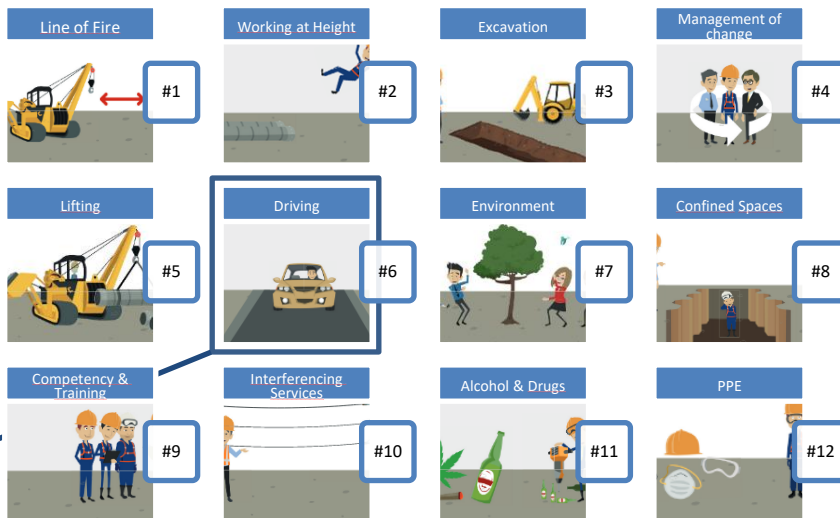 Line of Fire
#1
Working at Height
#2
Excavation
#3
Management of
change
#4
Lifting
#5
Driving
#6
Environment
#7
Confined Spaces
#8
Competency &
Training
#9
Interferencing
Services
#10
Alcohol & Drugs
#11
PPE
#12